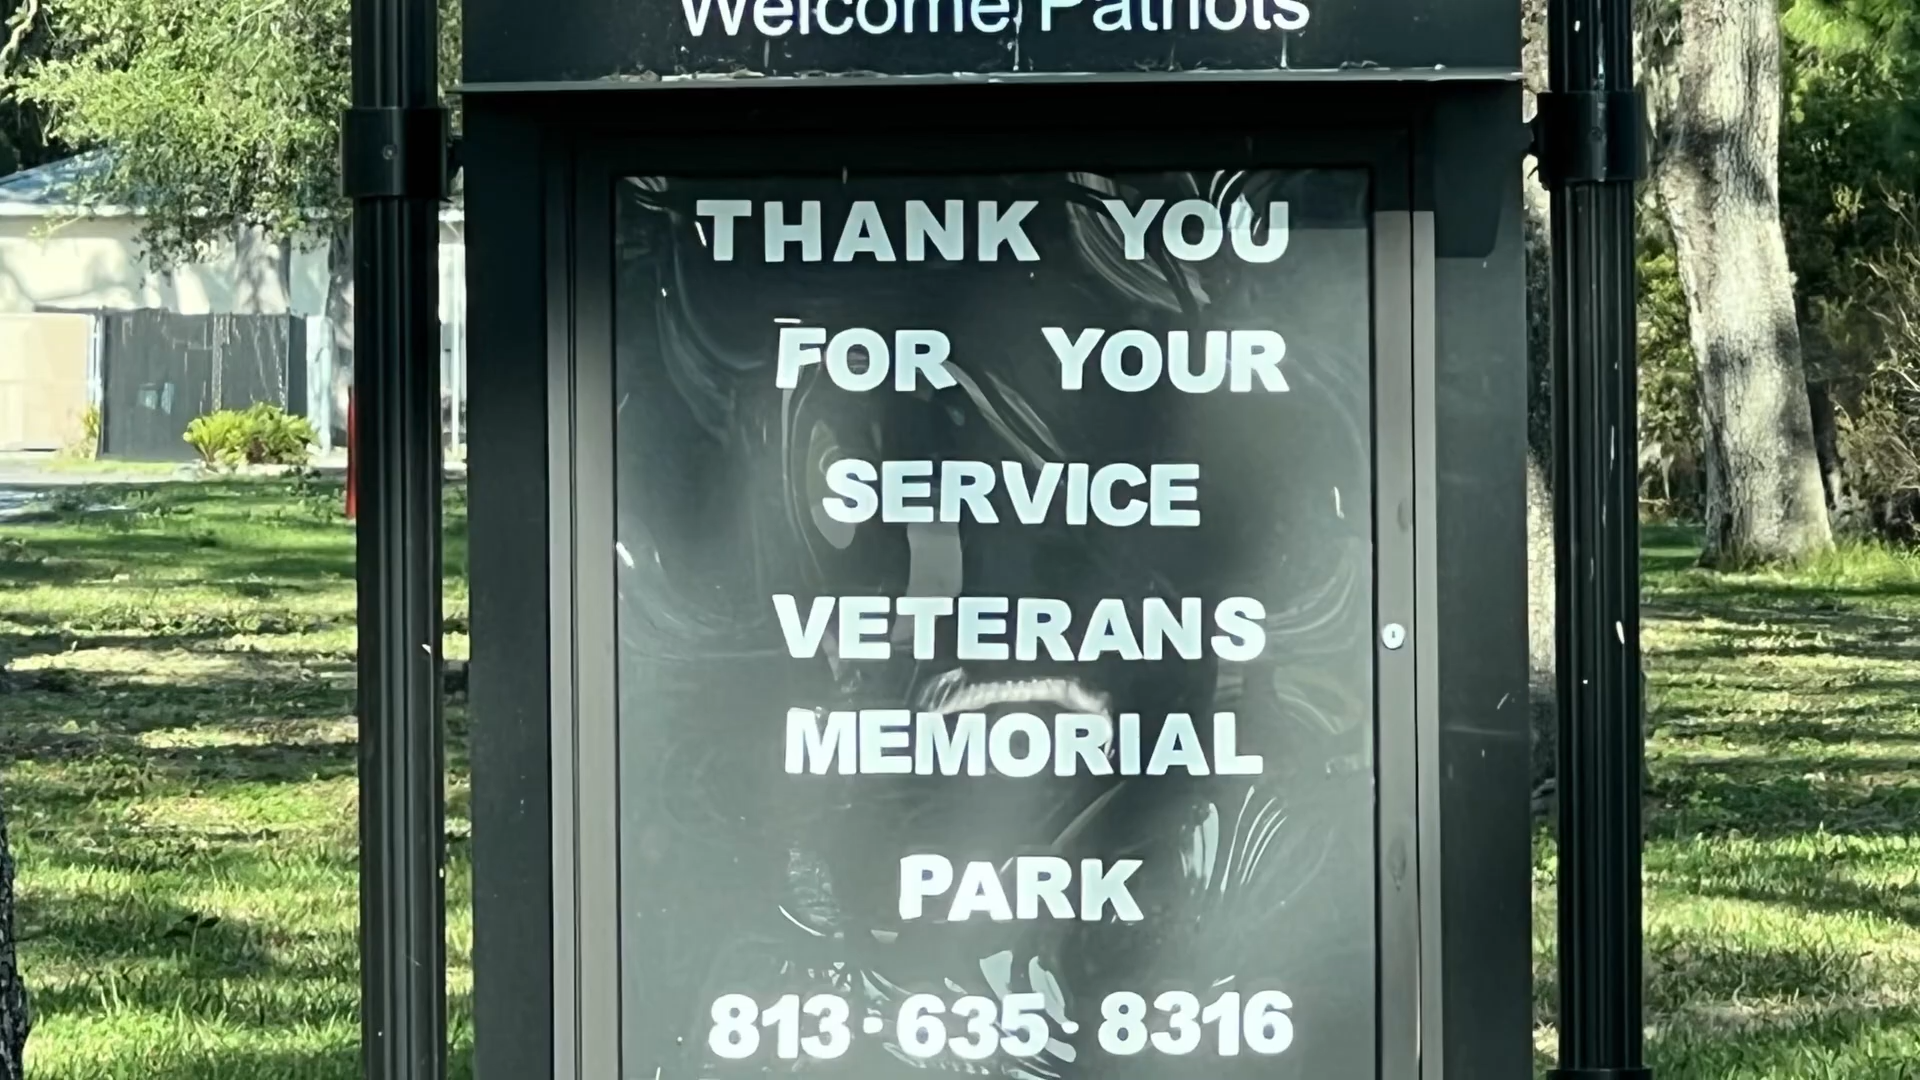 Welcome Patriots
THANK YOU
FOR YOUR
SERVICE
VETERANS
MEMORIAL
PARK
813·635·8316